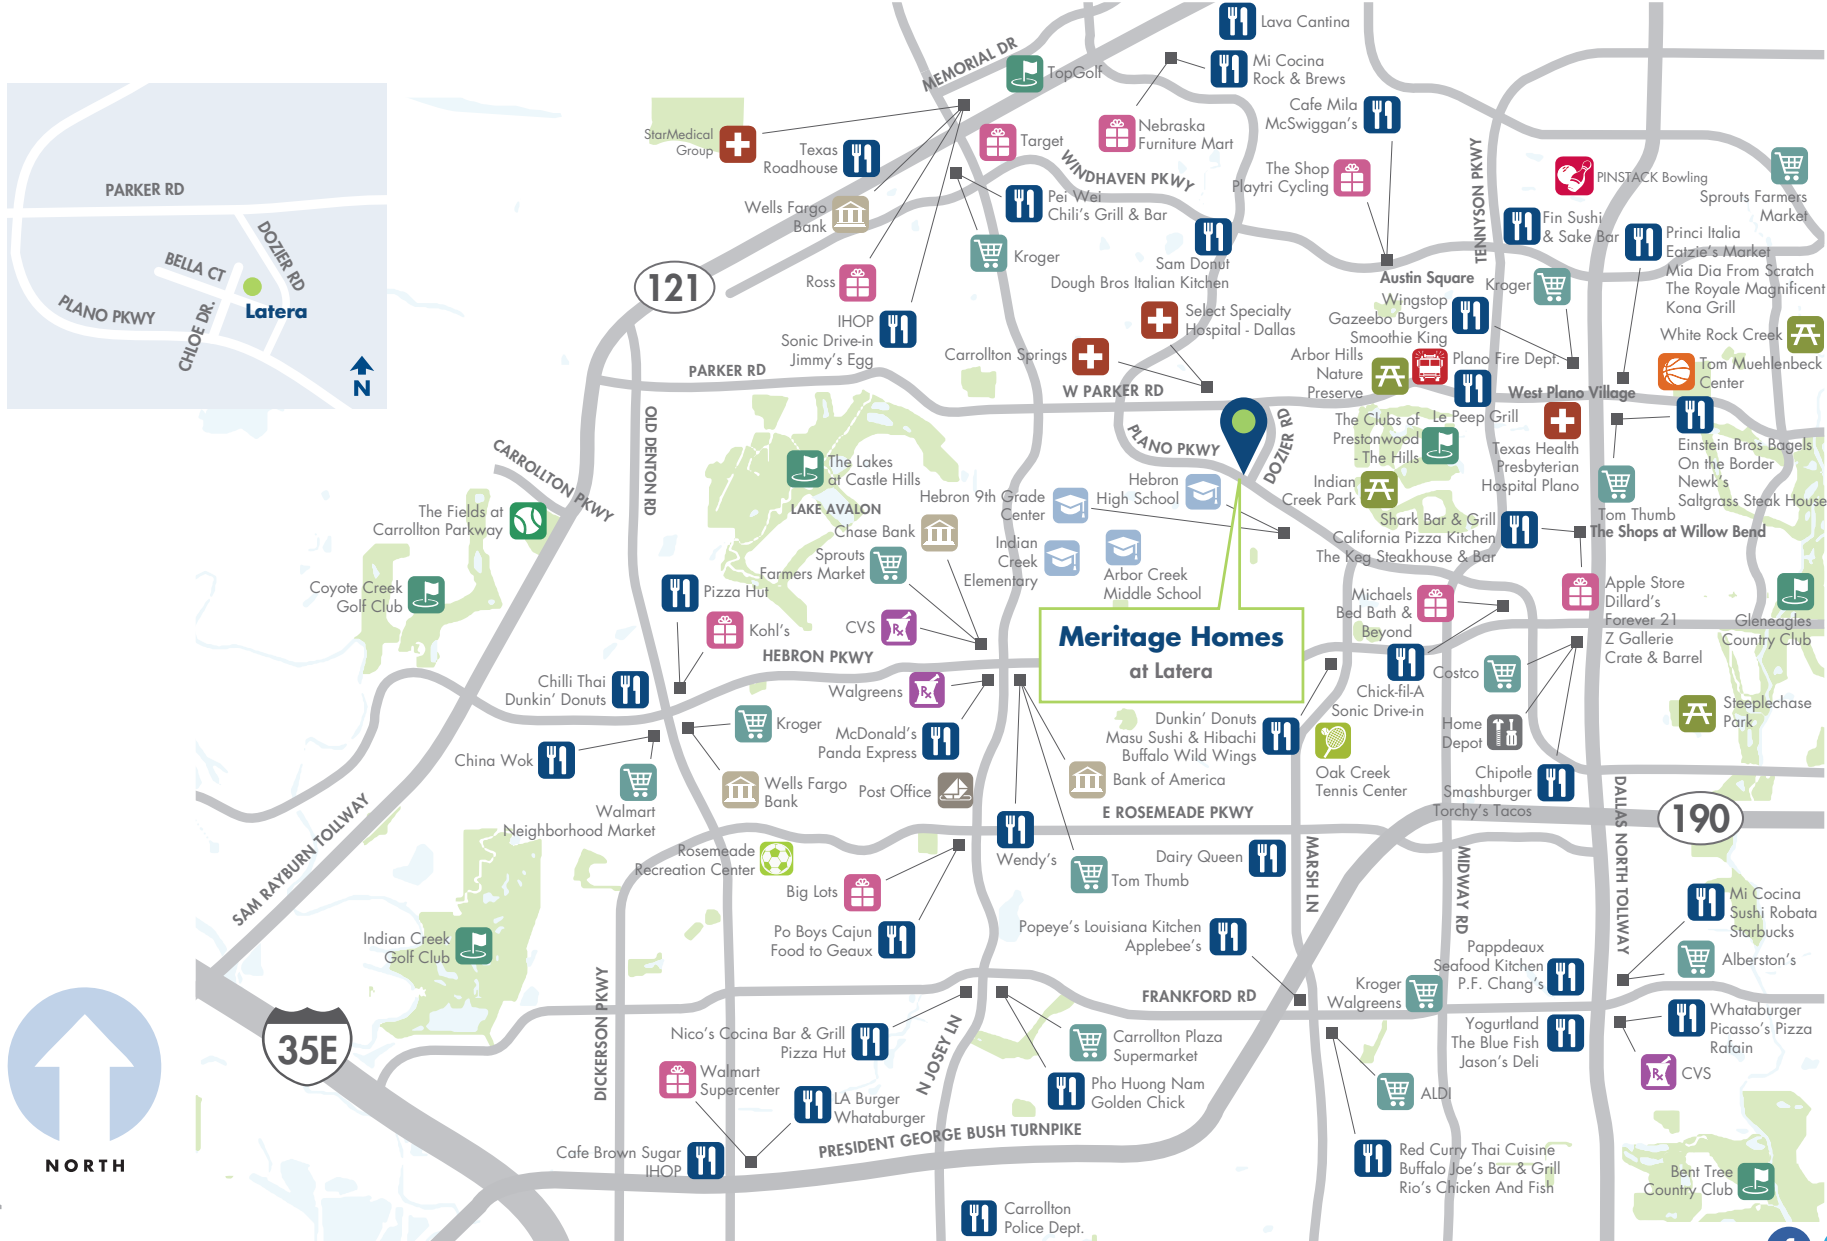 PARKER RD
DOZIER RD
BELLA CT
PLANO PKWY
CHLOE DR.
Latera
N
NORTH
Lava Cantina
MEMORIAL DR
TopGolf
Mi Cocina
Rock & Brews
Cafe Mila
McSwiggan's
StarMedical
Group
Texas
Roadhouse
Target
Nebraska
Furniture Mart
WINDHAVEN PKWY
The Shop
Playtri Cycling
TENNYSON PKWY
PINSTACK Bowling
Sprouts Farmers
Market
Wells Fargo
Bank
Pei Wei
Chili's Grill & Bar
Fin Sushi
& Sake Bar
Princi Italia
Eatzie's Market
Mia Dia From Scratch
The Royale Magnificent
Kona Grill
Kroger
Sam Donut
Dough Bros Italian Kitchen
Austin Square
Kroger
121
Ross
IHOP
Sonic Drive-in
Jimmy's Egg
Select Specialty
Hospital - Dallas
Wingstop
Gazeebo Burgers
Smoothie King
White Rock Creek
Carrollton Springs
Arbor Hills
Nature
Preserve
Plano Fire Dept.
Tom Muehlenbeck
Center
PARKER RD
W PARKER RD
West Plano Village
Le Peep Grill
OLD DENTON RD
CARROLLTON PKWY
PLANO PKWY
DOZIER RD
The Clubs of
Prestonwood
- The Hills
Texas Health
Presbyterian
Hospital Plano
Einstein Bros Bagels
On the Border
Newk's
Saltgrass Steak House
The Lakes
at Castle Hills
LAKE AVALON
Hebron 9th Grade
Center
Hebron
High School
Indian
Creek Park
Tom Thumb
The Fields at
Carrollton Parkway
Chase Bank
Sprouts
Farmers Market
Indian
Creek
Elementary
Arbor Creek
Middle School
Shark Bar & Grill
California Pizza Kitchen
The Keg Steakhouse & Bar
The Shops at Willow Bend
Coyote Creek
Golf Club
Pizza Hut
Kohl's
CVS
Michaels
Bed Bath &
Beyond
Apple Store
Dillard's
Forever 21
Z Gallerie
Crate & Barrel
Gleneagles
Country Club
Meritage Homes
at Latera
HEBRON PKWY
Chilli Thai
Dunkin' Donuts
Walgreens
Chick-fil-A
Sonic Drive-in
Costco
Steeplechase
Park
Kroger
McDonald's
Panda Express
Dunkin' Donuts
Masu Sushi & Hibachi
Buffalo Wild Wings
Home
Depot
China Wok
Wells Fargo
Bank
Post Office
Bank of America
Oak Creek
Tennis Center
Chipotle
Smashburger
Torchy's Tacos
Walmart
Neighborhood Market
E ROSEMEADE PKWY
190
DALLAS NORTH TOLLWAY
SAM RAYBURN TOLLWAY
Rosemeade
Recreation Center
Wendy's
Tom Thumb
Dairy Queen
MARSH LN
MIDWAY RD
Big Lots
Mi Cocina
Sushi Robata
Starbucks
Indian Creek
Golf Club
Po Boys Cajun
Food to Geaux
Popeye's Louisiana Kitchen
Applebee's
Pappdeaux
Seafood Kitchen
P.F. Chang's
Alberston's
DICKERSON PKWY
FRANKFORD RD
Kroger
Walgreens
35E
Nico's Cocina Bar & Grill
Pizza Hut
N JOSEY LN
Carrollton Plaza
Supermarket
Yogurtland
The Blue Fish
Jason's Deli
Whataburger
Picasso's Pizza
Rafain
Walmart
Supercenter
LA Burger
Whataburger
Pho Huong Nam
Golden Chick
ALDI
CVS
PRESIDENT GEORGE BUSH TURNPIKE
Cafe Brown Sugar
IHOP
Red Curry Thai Cuisine
Buffalo Joe's Bar & Grill
Rio's Chicken And Fish
Bent Tree
Country Club
Carrollton
Police Dept.